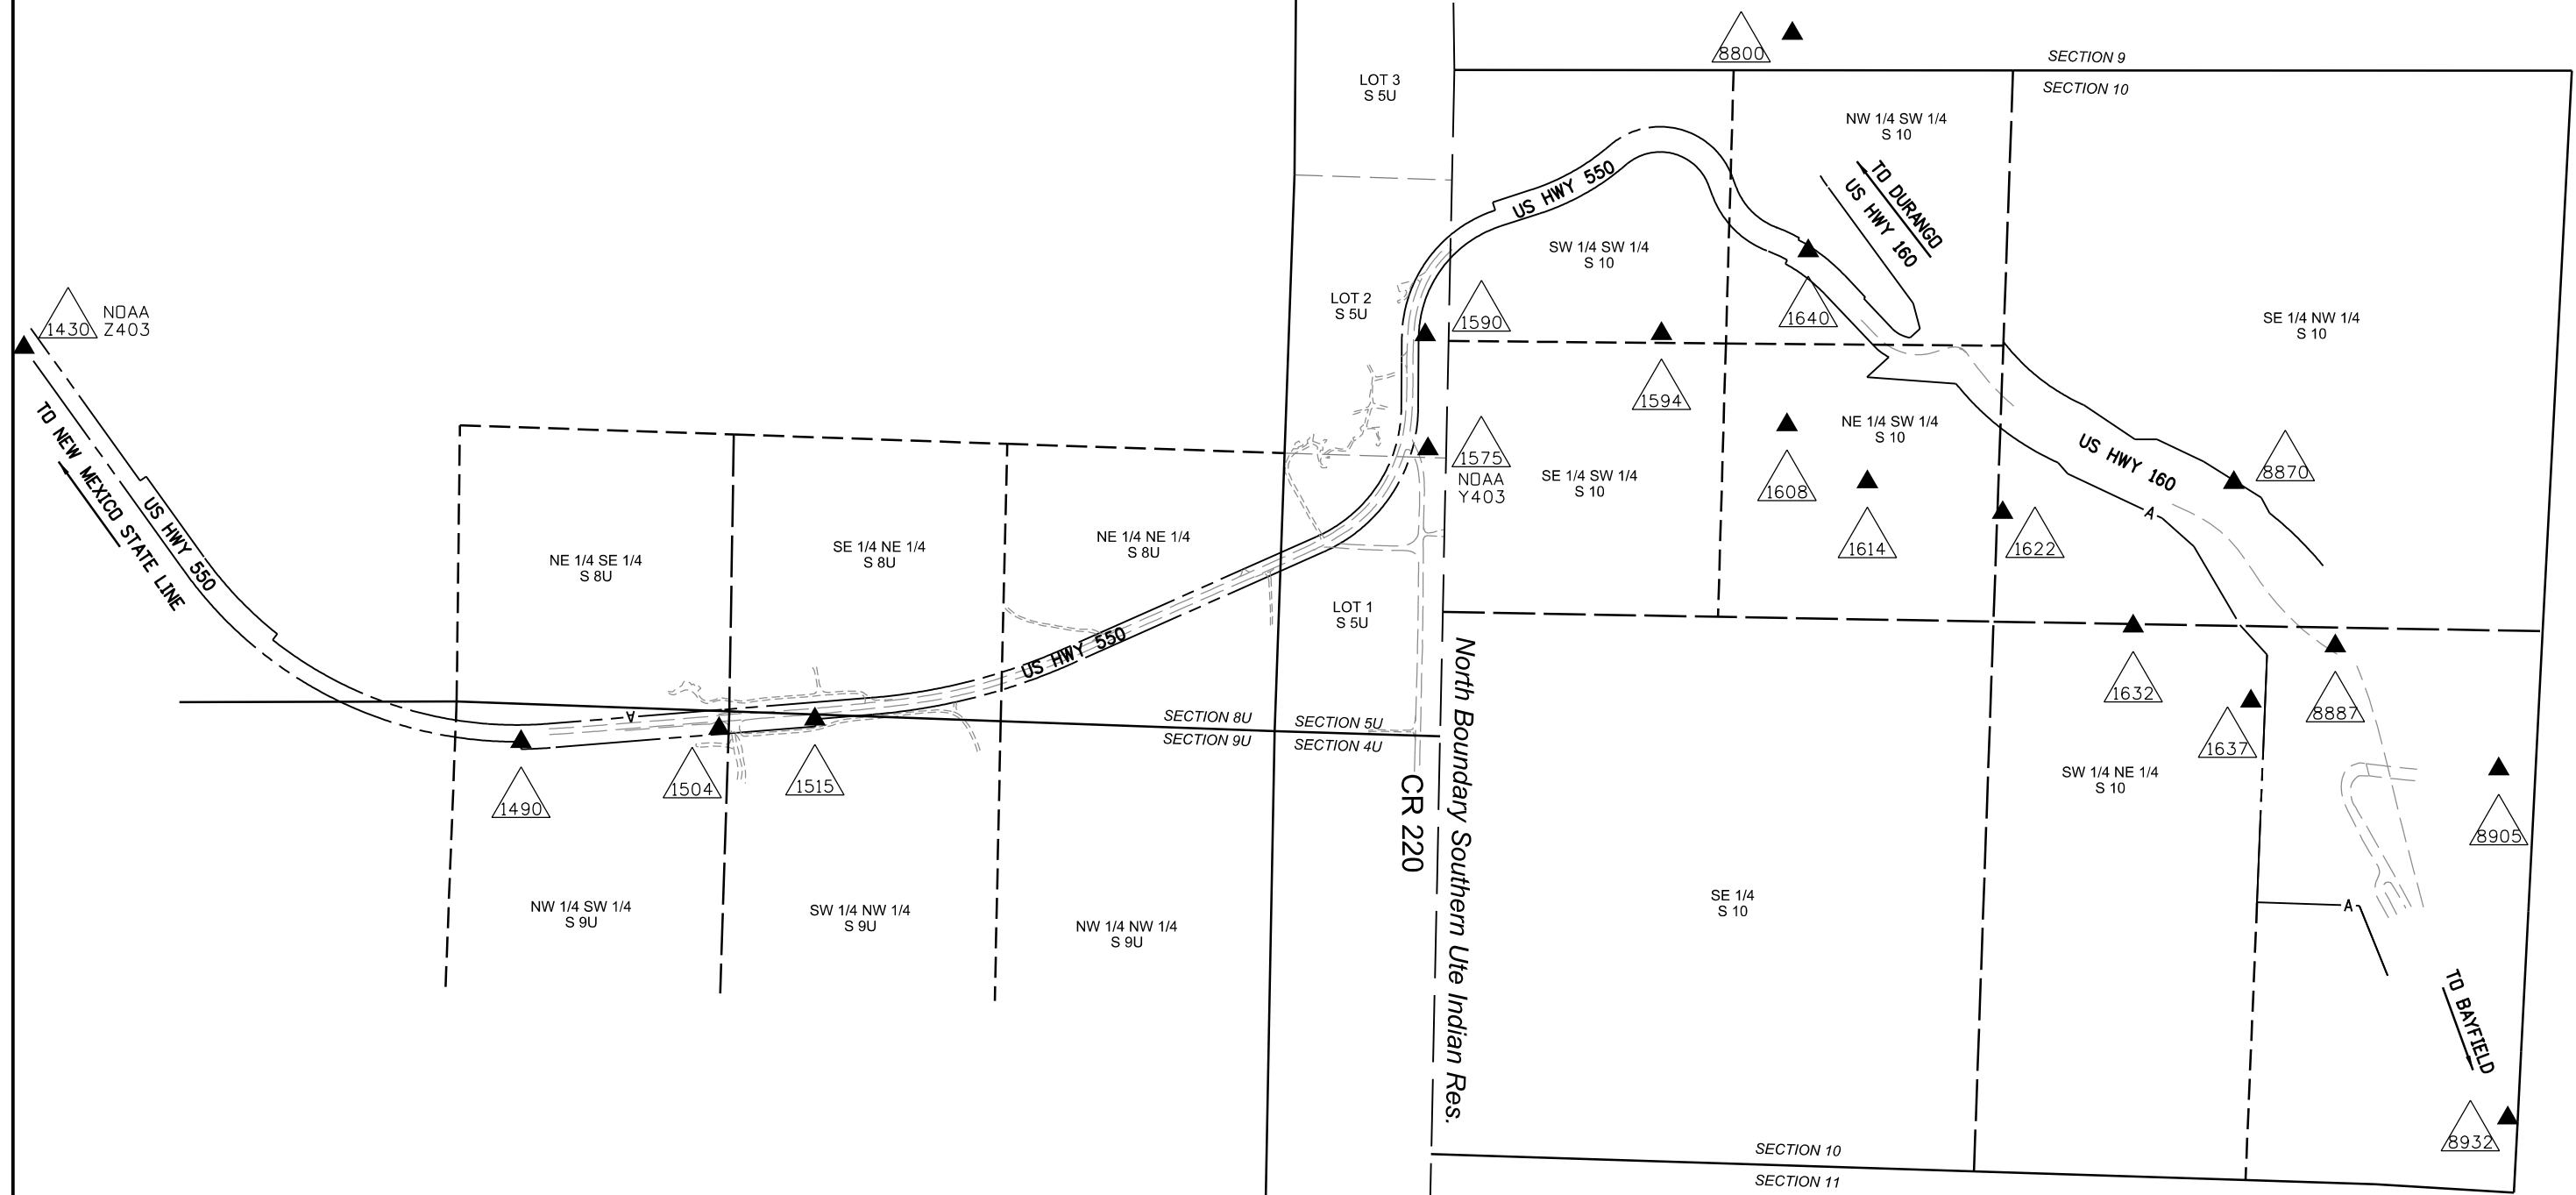 8800
SECTION 9
SECTION 10
LOT 3
S 5U
NW 1/4 SW 1/4
S 10
TO DURANGO
US HWY 160
US HWY 550
SW 1/4 SW 1/4
S 10
1430
NOAA
Z403
LOT 2
S 5U
1590
1640
SE 1/4 NW 1/4
S 10
1594
TO NEW MEXICO STATE LINE
US HWY 550
1575
NOAA
Y403
SE 1/4 SW 1/4
S 10
1608
NE 1/4 SW 1/4
S 10
1614
1622
US HWY 160
8870
A
NE 1/4 SE 1/4
S 8U
SE 1/4 NE 1/4
S 8U
NE 1/4 NE 1/4
S 8U
LOT 1
S 5U
US HWY 550
A
SECTION 8U
SECTION 5U
SECTION 9U
SECTION 4U
1490
1504
1515
CR 220
North Boundary Southern Ute Indian Res.
1632
1637
8887
SW 1/4 NE 1/4
S 10
8905
NW 1/4 SW 1/4
S 9U
SW 1/4 NW 1/4
S 9U
NW 1/4 NW 1/4
S 9U
SE 1/4
S 10
A
TO BAYFIELD
8932
SECTION 10
SECTION 11